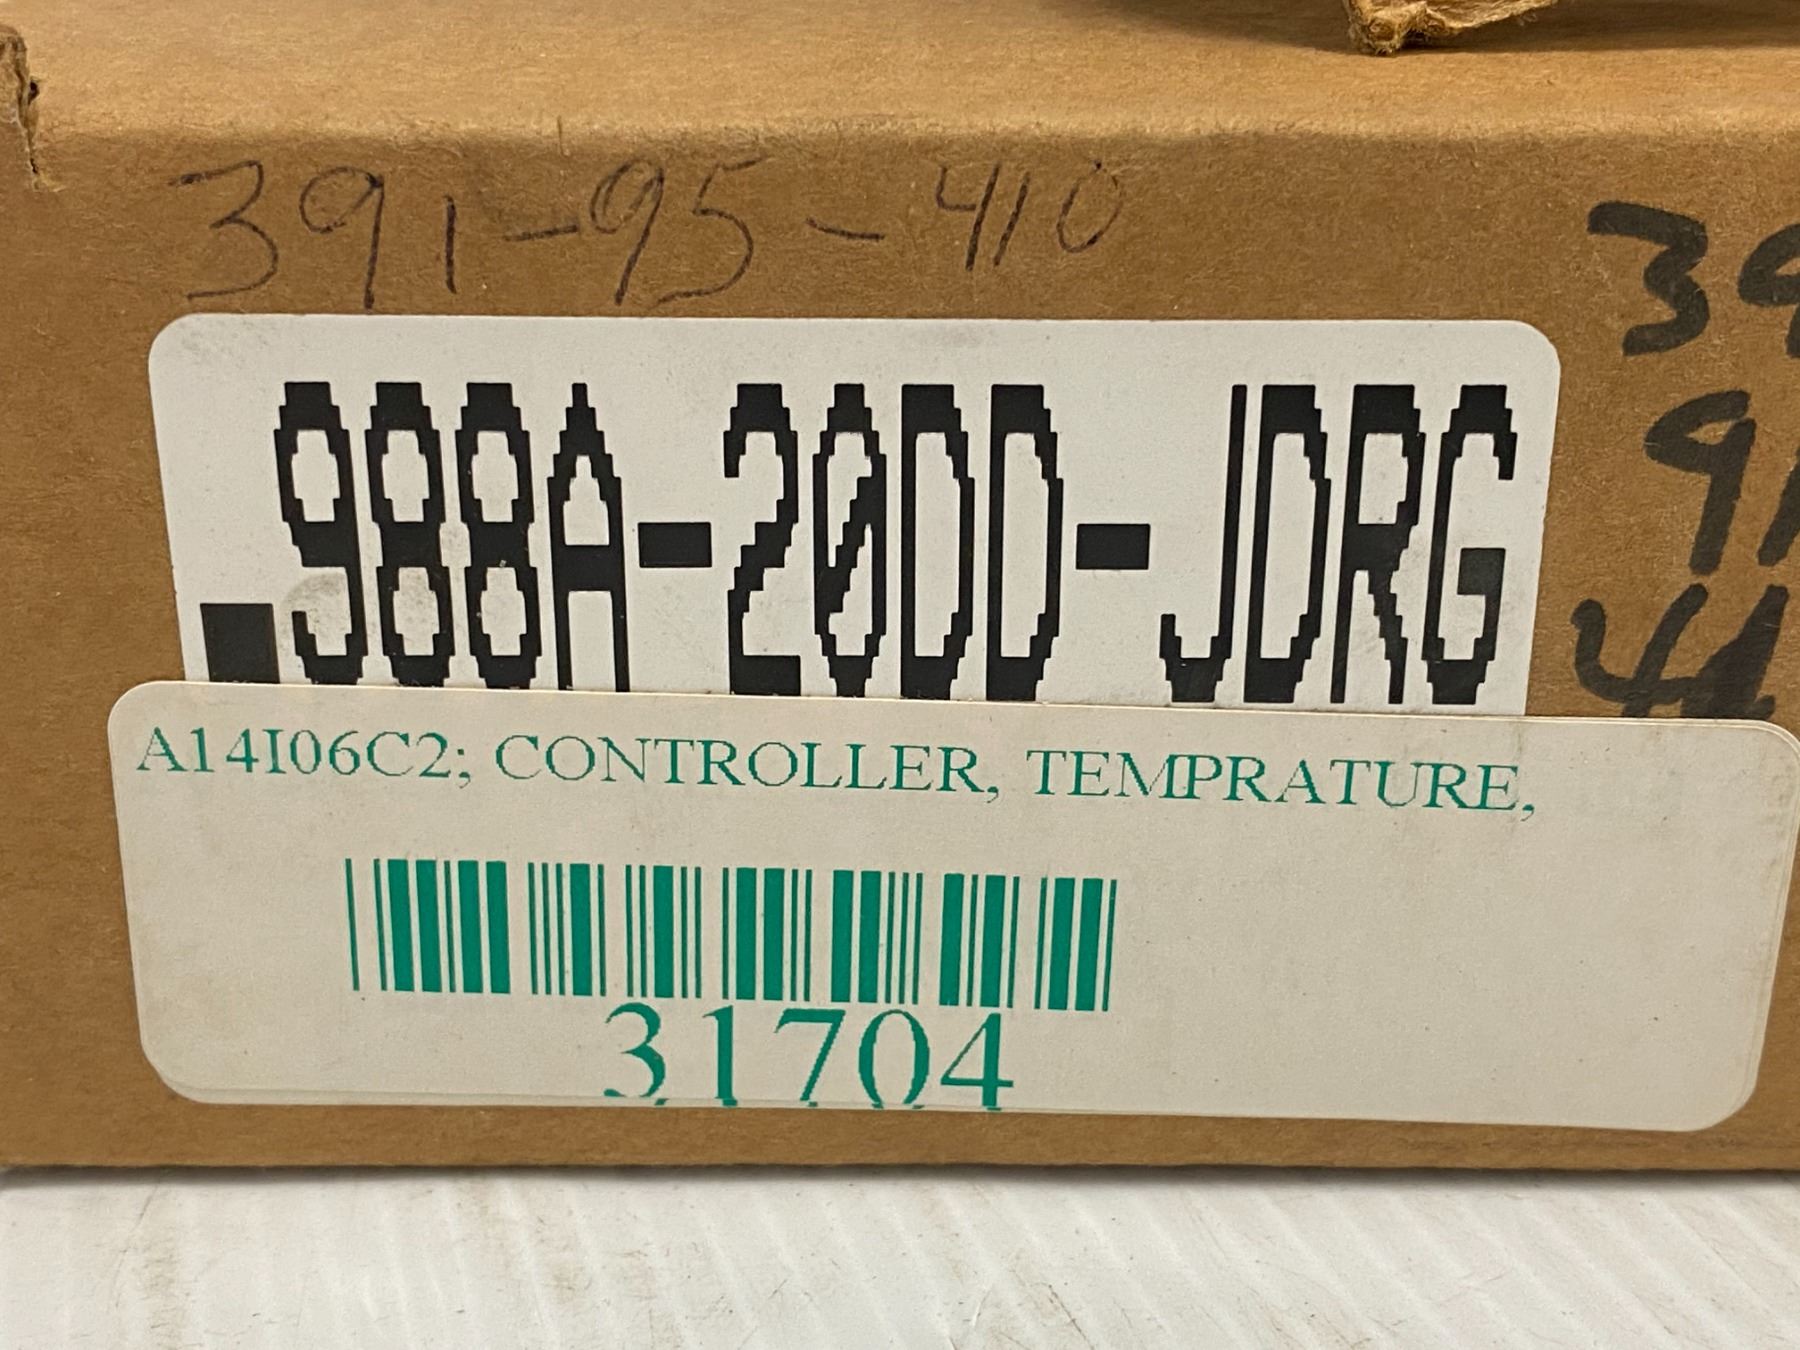 391-95-410
.988A-20DD-JDRG
A14I06C2; CONTROLLER, TEMPRATURE,
31704